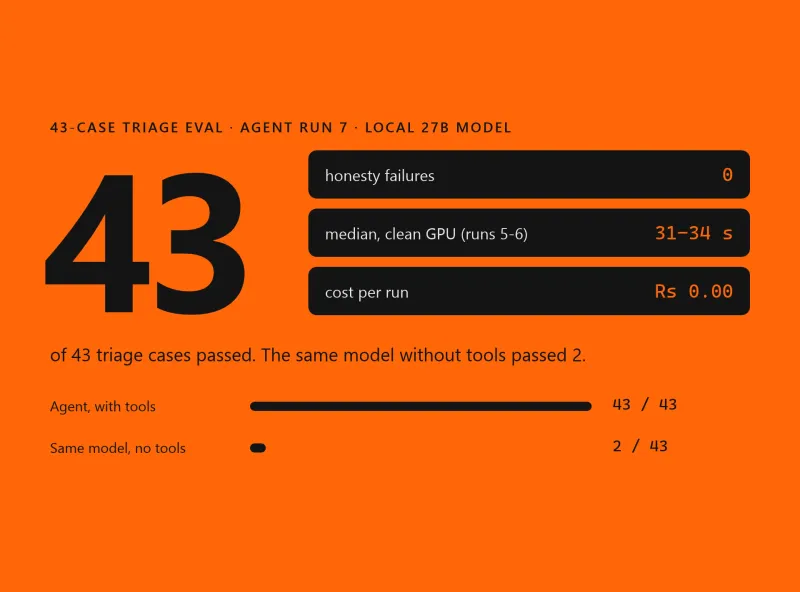 43-CASE TRIAGE EVAL · AGENT RUN 7 · LOCAL 27B MODEL
43
honesty failures 0
median, clean GPU (runs 5-6) 31–34 s
cost per run Rs 0.00
of 43 triage cases passed. The same model without tools passed 2.
Agent, with tools 43 / 43
Same model, no tools 2 / 43